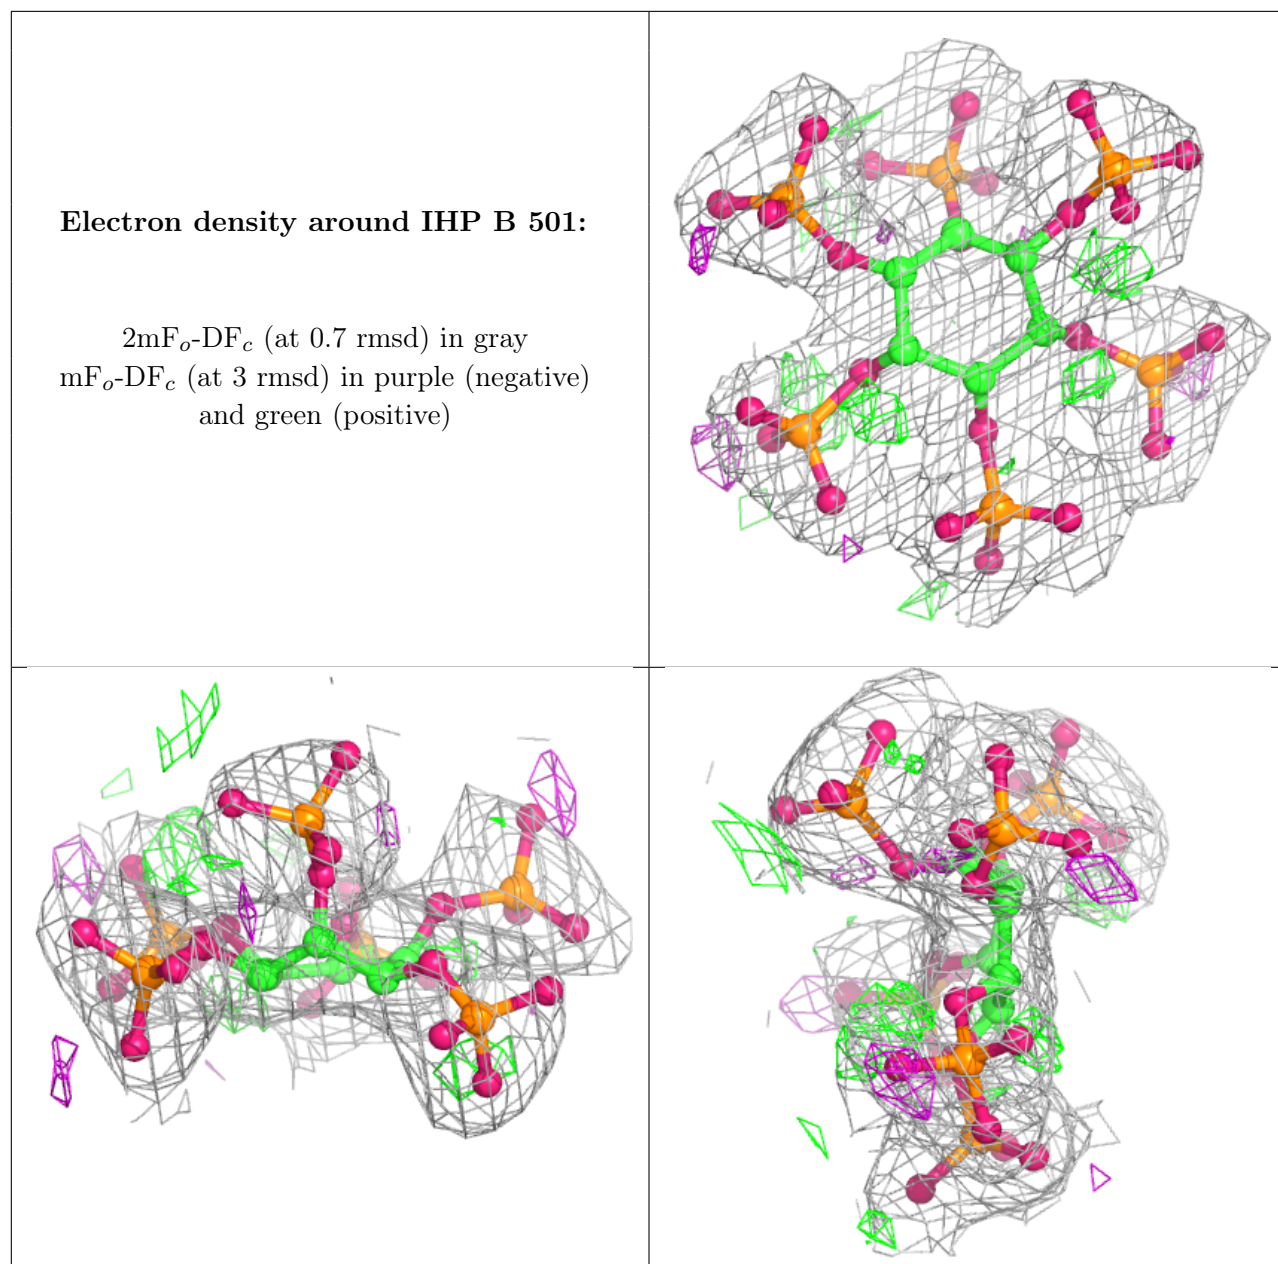 Electron density around IHP B 501:
2mFo-DFc (at 0.7 rmsd) in gray
mFo-DFc (at 3 rmsd) in purple (negative)
and green (positive)